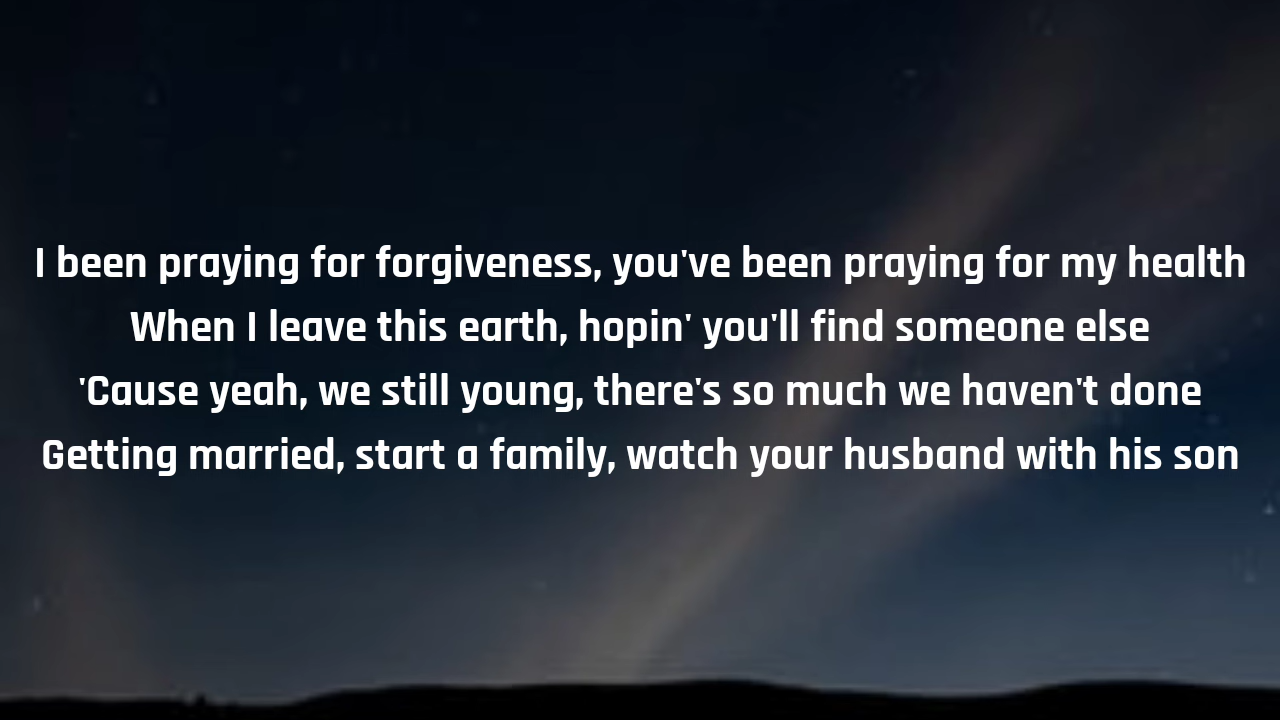 I been praying for forgiveness, you've been praying for my health
When I leave this earth, hopin' you'll find someone else
'Cause yeah, we still young, there's so much we haven't done
Getting married, start a family, watch your husband with his son